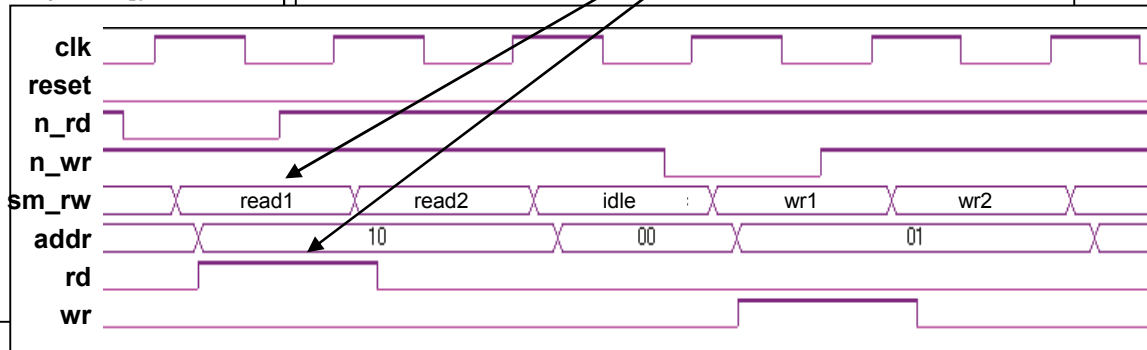 clk
reset
n_rd
n_wr
sm_rw read1 read2 idle : wr1 wr2
addr 10 00 01
rd
wr